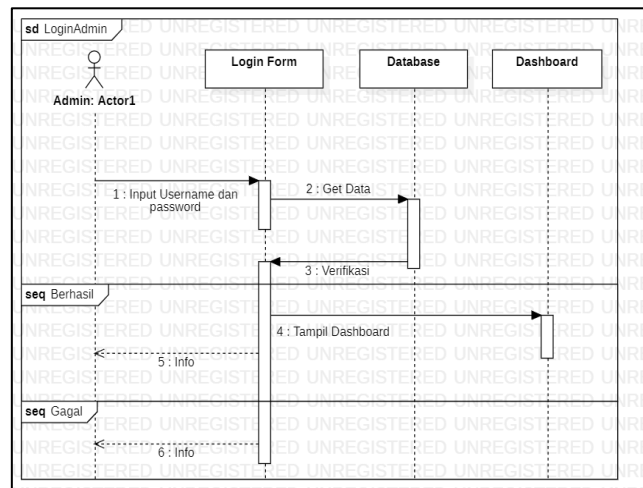 sd LoginAdmin
Login Form
Database
Dashboard
Admin: Actor1
1 : Input Username dan
password
2 : Get Data
3 : Verifikasi
seq Berhasil
4 : Tampil Dashboard
5 : Info
seq Gagal
6 : Info
UNREGISTERED